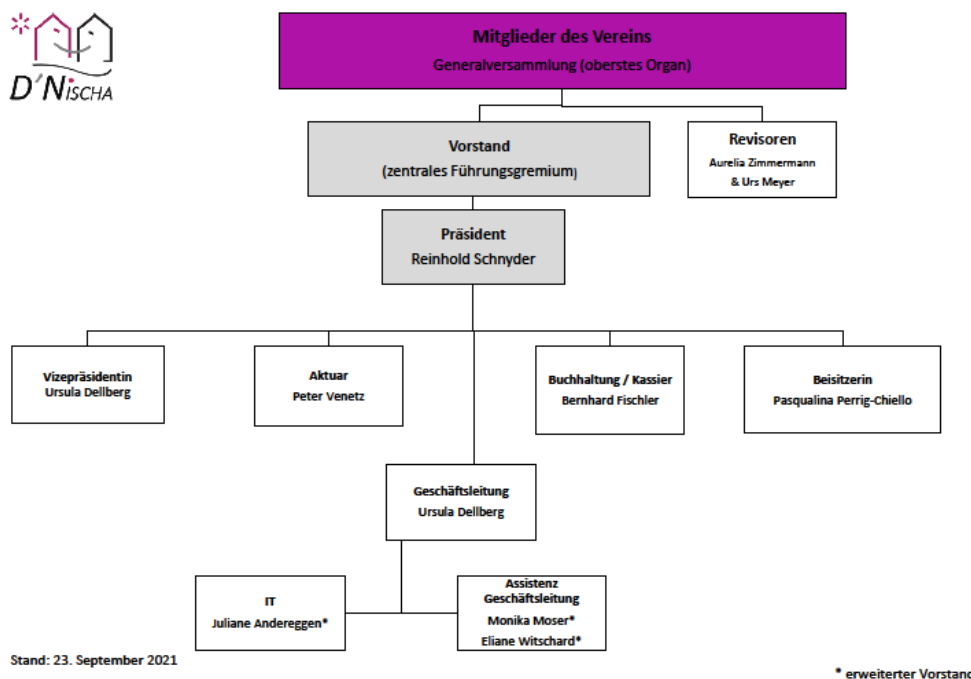 D'NISCHA
Mitglieder des Vereins
Generalversammlung (oberstes Organ)
Vorstand
(zentrales Führungsgremium)
Revisoren
Aurelia Zimmermann
& Urs Meyer
Präsident
Reinhold Schnyder
Vizepräsidentin
Ursula Dellberg
Aktuar
Peter Venetz
Buchhaltung / Kassier
Bernhard Fischler
Beisitzerin
Pasqualina Perrig-Chiello
Geschäftsleitung
Ursula Dellberg
IT
Juliane Andereggen*
Assistenz
Geschäftsleitung
Monika Moser*
Eliane Witschard*
Stand: 23. September 2021
* erweiterter Vorstand